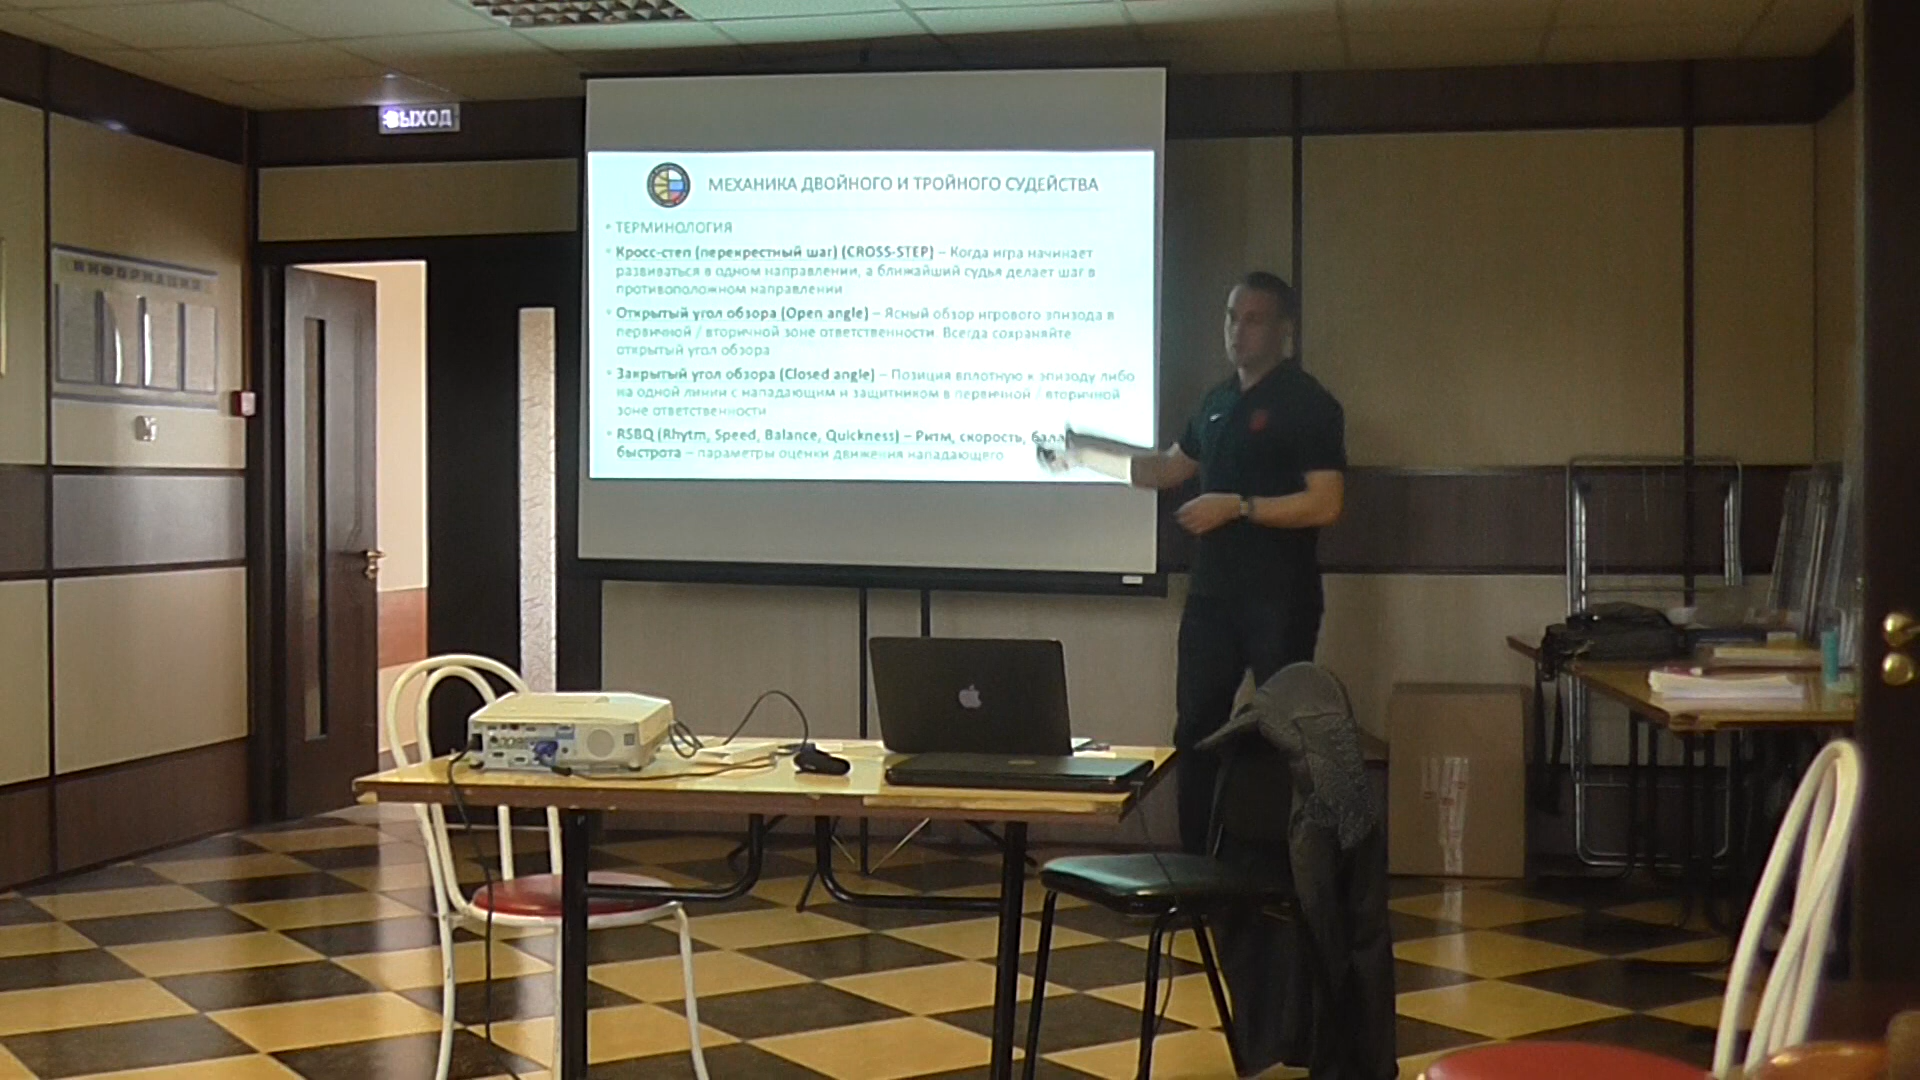 ВЫХОД
ИНФОРМАЦИЯ
МЕХАНИКА ДВОЙНОГО И ТРОЙНОГО СУДЕЙСТВА
• ТЕРМИНОЛОГИЯ
• Кросс-степ (перекрестный шаг) (CROSS-STEP) – Когда игра начинает
развиваться в одном направлении, а ближайший судья делает шаг в
противоположном направлении
• Открытый угол обзора (Open angle) – Ясный обзор игрового эпизода в
первичной / вторичной зоне ответственности. Всегда сохраняйте
открытый угол обзора
• Закрытый угол обзора (Closed angle) – Позиция вплотную к эпизоду либо
на одной линии с нападающим и защитником в первичной / вторичной
зоне ответственности
• RSBQ (Rhytm, Speed, Balance, Quickness) – Ритм, скорость,
быстрота – параметры оценки движения нападающего